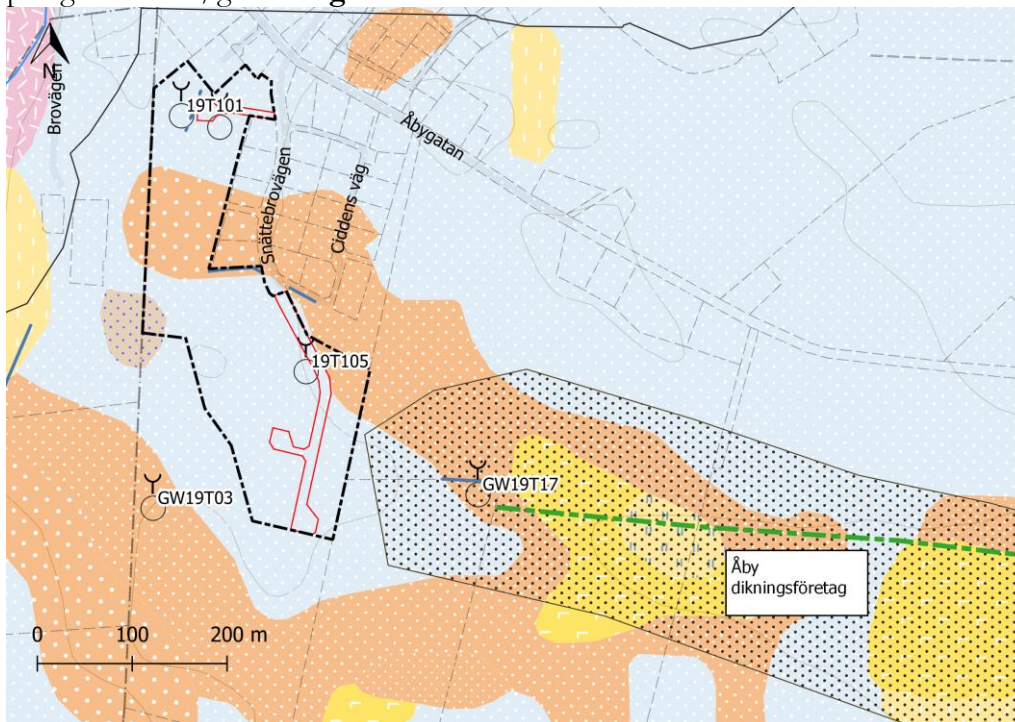 Brovägen
N
19T101
Åbygatan
Snättebrovägen
Ciddens väg
19T105
GW19T03
GW19T17
Åby
dikningsföretag
0 100 200 m